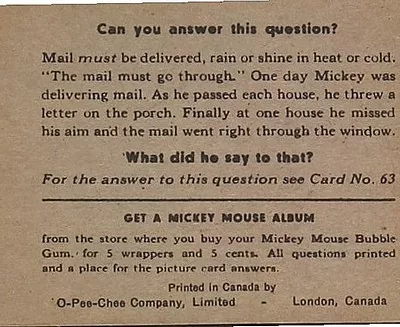 Can you answer this question?
Mail must be delivered, rain or shine in heat or cold.
"The mail must go through." One day Mickey was
delivering mail. As he passed each house, he threw a
letter on the porch. Finally at one house he missed
his aim and the mail went right through the window.
What did he say to that?
For the answer to this question see Card No. 63
GET A MICKEY MOUSE ALBUM
from the store where you buy your Mickey Mouse Bubble
Gum. for 5 wrappers and 5 cents. All questions printed
and a place for the picture card answers.
Printed in Canada by
O-Pee-Chee Company, Limited - London, Canada